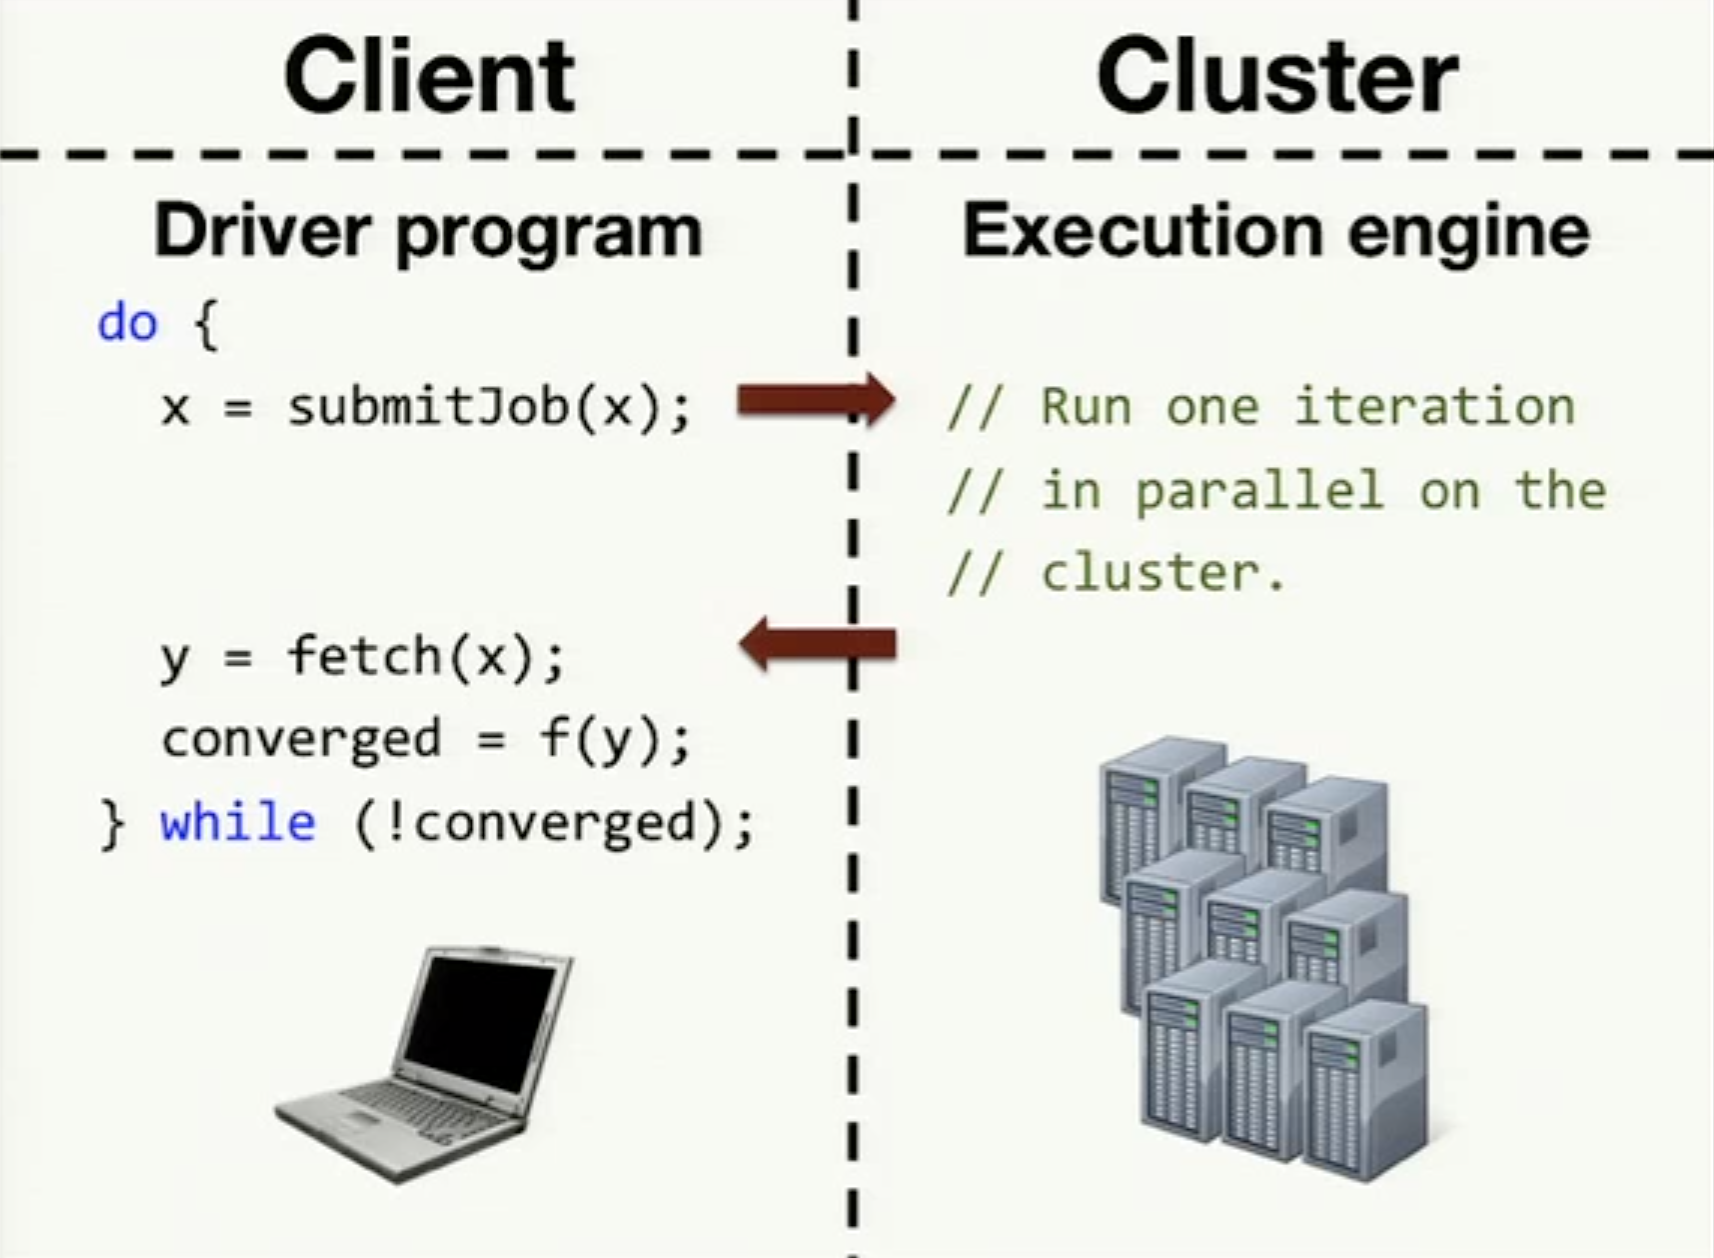 Client
Cluster
Driver program
do {
x = submitJob(x);
y = fetch(x);
converged = f(y);
} while (!converged);
Execution engine
// Run one iteration
// in parallel on the
// cluster.